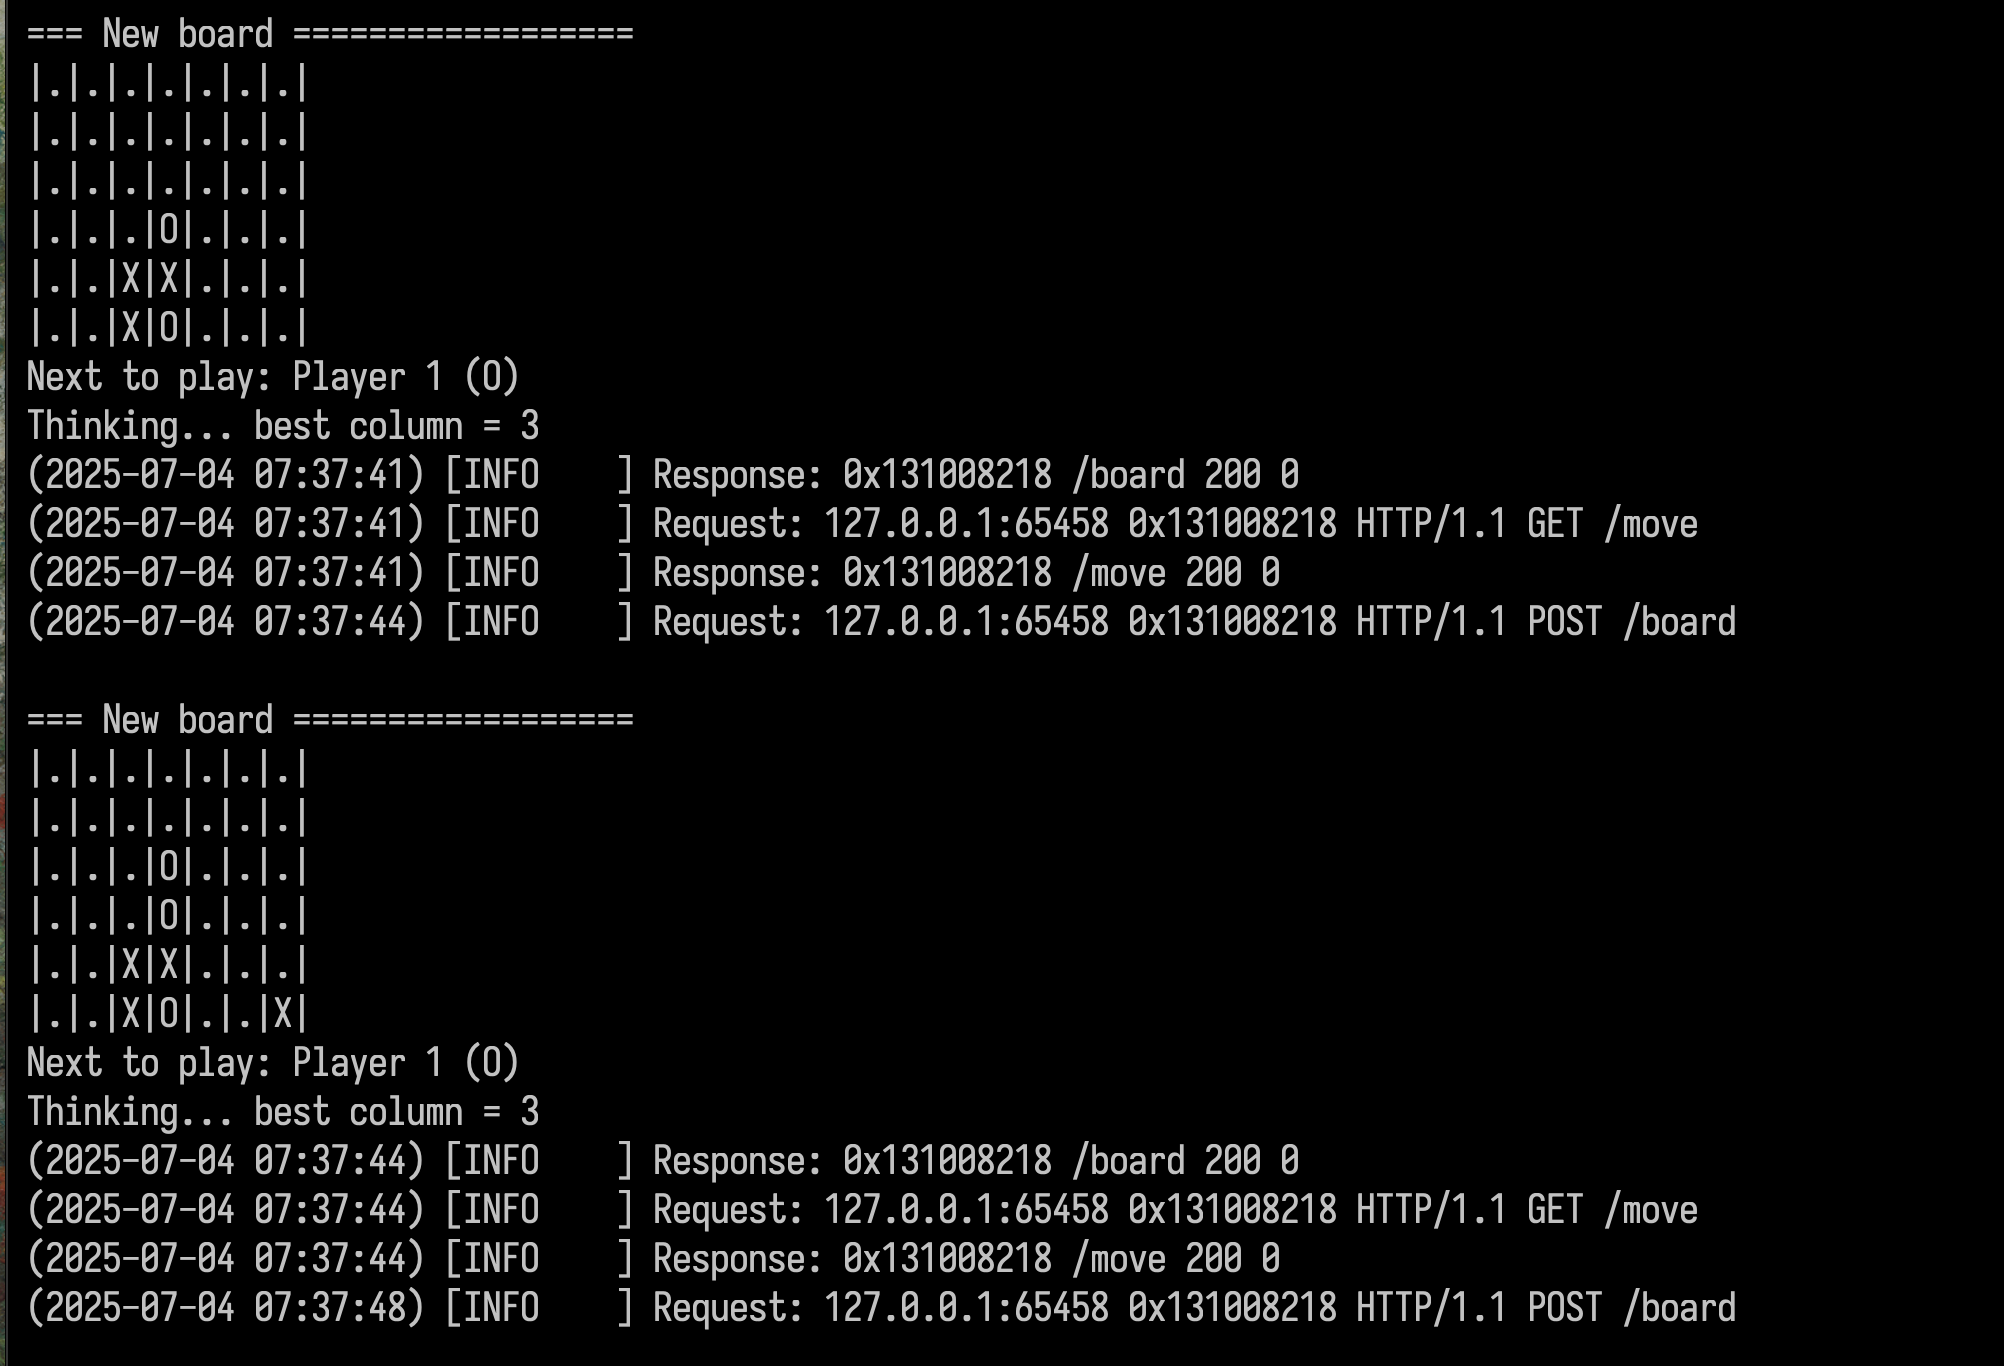 === New board ==================
|.|.|.|.|.|.|.|
|.|.|.|.|.|.|.|
|.|.|.|.|.|.|.|
|.|.|.|O|.|.|.|
|.|.|X|X|.|.|.|
|.|.|X|O|.|.|.|
Next to play: Player 1 (O)
Thinking... best column = 3
(2025-07-04 07:37:41) [INFO    ] Response: 0x131008218 /board 200 0
(2025-07-04 07:37:41) [INFO    ] Request: 127.0.0.1:65458 0x131008218 HTTP/1.1 GET /move
(2025-07-04 07:37:41) [INFO    ] Response: 0x131008218 /move 200 0
(2025-07-04 07:37:44) [INFO    ] Request: 127.0.0.1:65458 0x131008218 HTTP/1.1 POST /board

=== New board ==================
|.|.|.|.|.|.|.|
|.|.|.|.|.|.|.|
|.|.|.|O|.|.|.|
|.|.|.|O|.|.|.|
|.|.|X|X|.|.|.|
|.|.|X|O|.|.|X|
Next to play: Player 1 (O)
Thinking... best column = 3
(2025-07-04 07:37:44) [INFO    ] Response: 0x131008218 /board 200 0
(2025-07-04 07:37:44) [INFO    ] Request: 127.0.0.1:65458 0x131008218 HTTP/1.1 GET /move
(2025-07-04 07:37:44) [INFO    ] Response: 0x131008218 /move 200 0
(2025-07-04 07:37:48) [INFO    ] Request: 127.0.0.1:65458 0x131008218 HTTP/1.1 POST /board